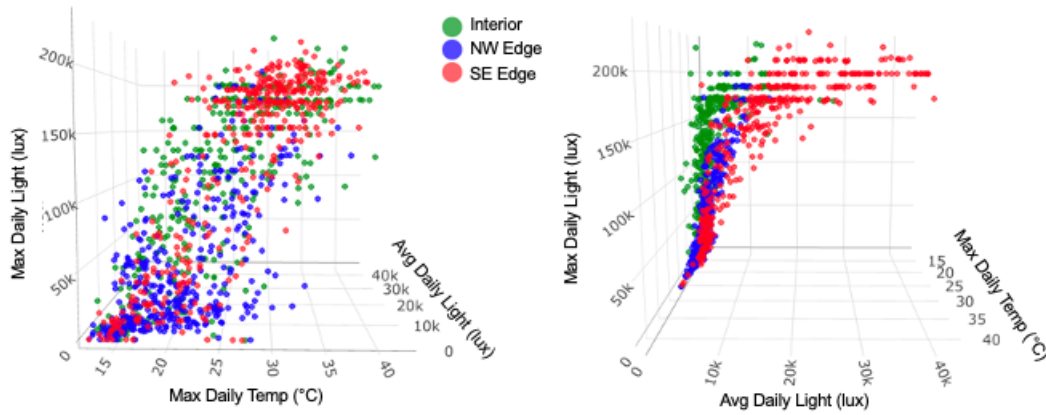 Interior
NW Edge
SE Edge
200k
150k
100k
50k
0
Max Daily Light (lux)
15
20
25
30
35
40
Max Daily Temp (°C)
40k
30k
20k
10k
0
Avg Daily Light (lux)
200k
150k
100k
50k
0
Max Daily Light (lux)
0
10k
20k
30k
40k
Avg Daily Light (lux)
15
20
25
30
35
40
Max Daily Temp (°C)